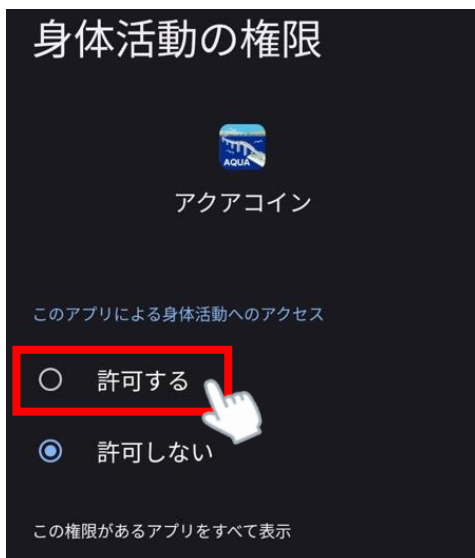 身体活動の権限
AQUA
アクアコイン
このアプリによる身体活動へのアクセス
許可する
許可しない
この権限があるアプリをすべて表示